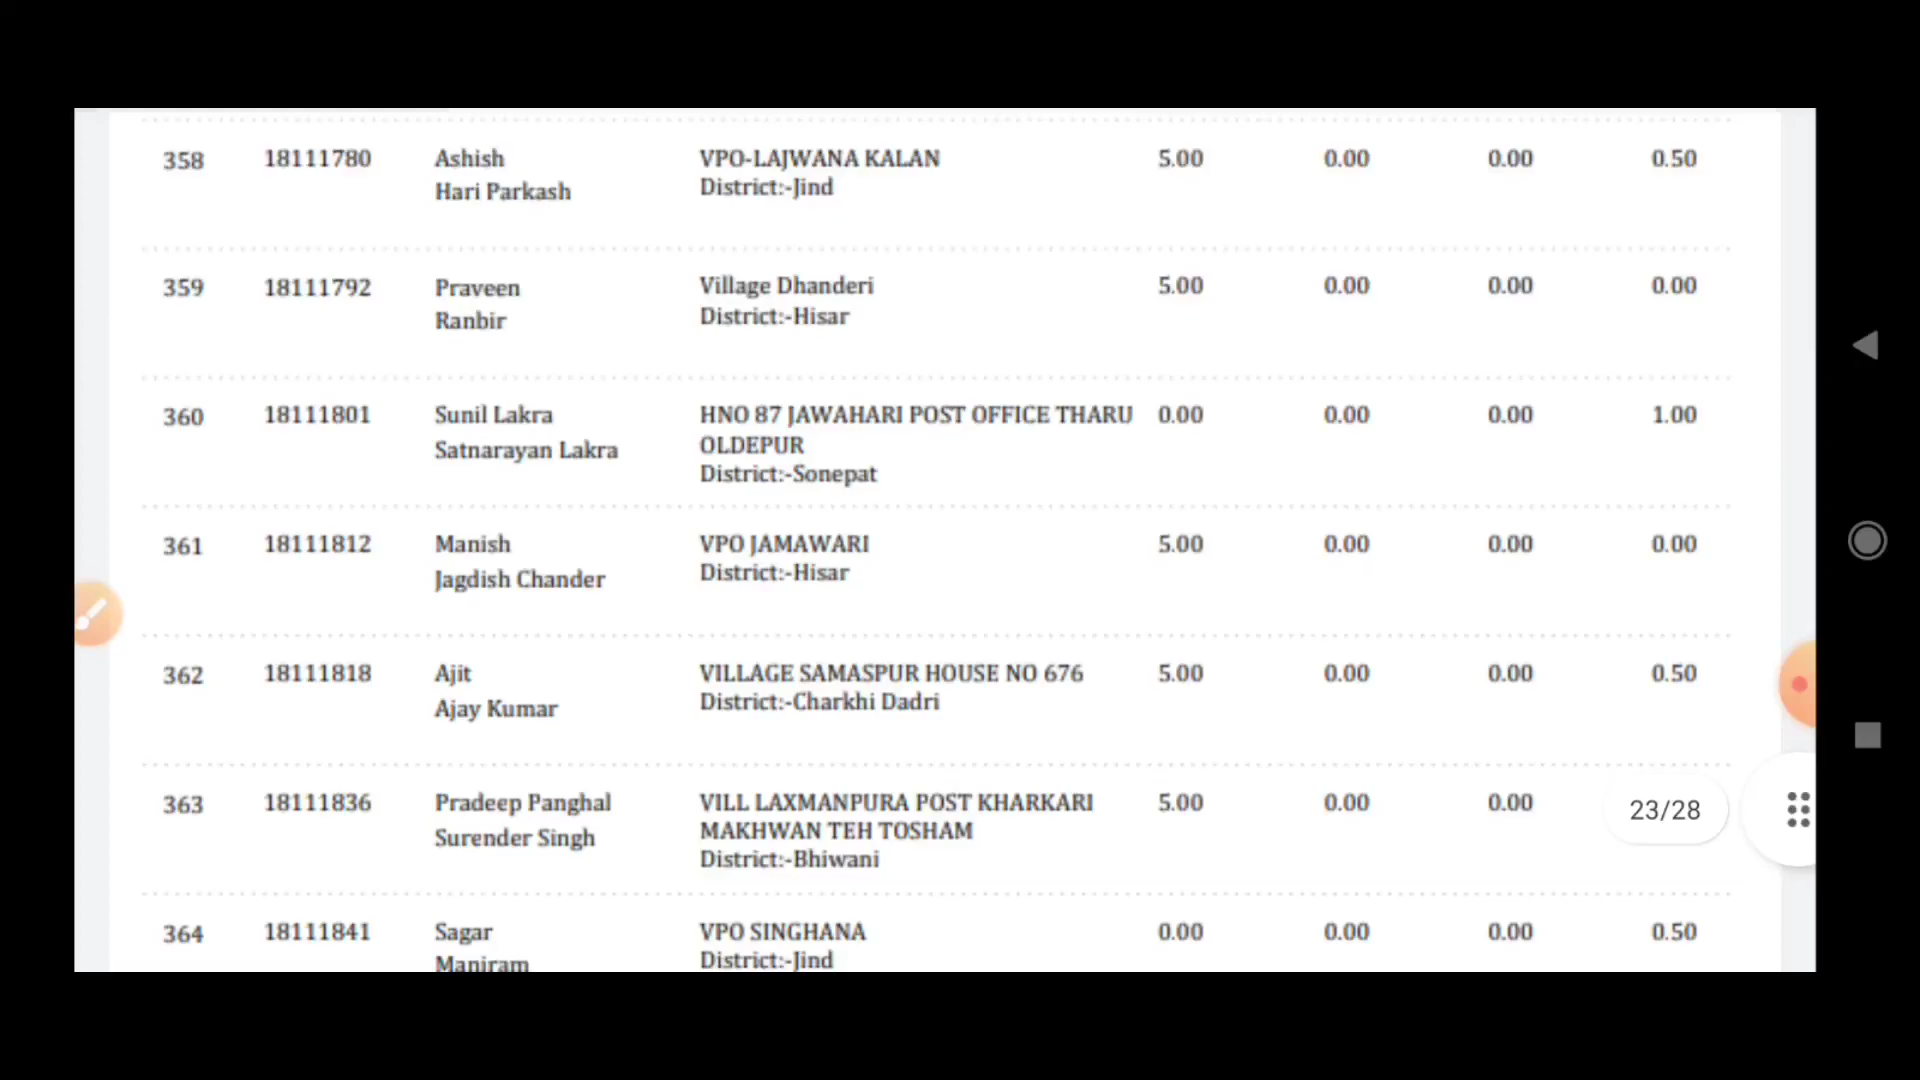 358 18111780 Ashish VPO-LAJWANA KALAN 5.00 0.00 0.00 0.50
Hari Parkash District:-Jind
359 18111792 Praveen Village Dhanderi 5.00 0.00 0.00 0.00
Ranbir District:-Hisar
360 18111801 Sunil Lakra HNO 87 JAWAHARI POST OFFICE THARU 0.00 0.00 0.00 1.00
Satnarayan Lakra OLDEPUR
District:-Sonepat
361 18111812 Manish VPO JAMAWARI 5.00 0.00 0.00 0.00
Jagdish Chander District:-Hisar
362 18111818 Ajit VILLAGE SAMASPUR HOUSE NO 676 5.00 0.00 0.00 0.50
Ajay Kumar District:-Charkhi Dadri
363 18111836 Pradeep Panghal VILL LAXMANPURA POST KHARKARI 5.00 0.00 0.00 23/28
Surender Singh MAKHWAN TEH TOSHAM
District:-Bhiwani
364 18111841 Sagar VPO SINGHANA 0.00 0.00 0.00 0.50
Maniram District:-Jind